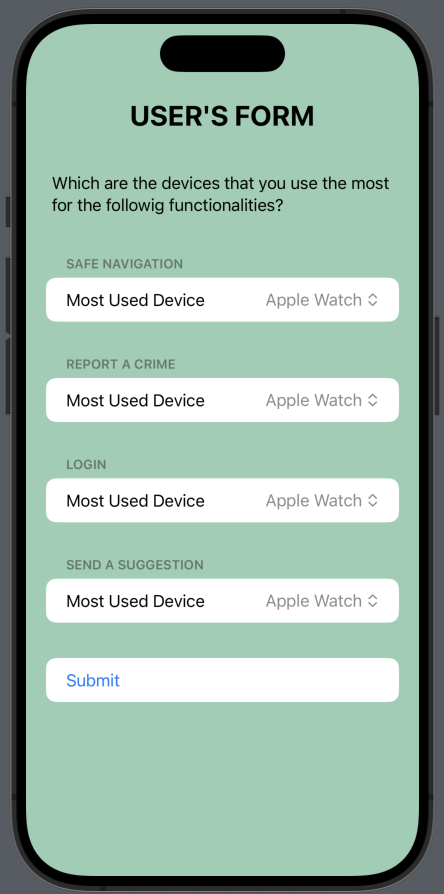 USER'S FORM
Which are the devices that you use the most
for the followig functionalities?
SAFE NAVIGATION
Most Used Device Apple Watch
REPORT A CRIME
Most Used Device Apple Watch
LOGIN
Most Used Device Apple Watch
SEND A SUGGESTION
Most Used Device Apple Watch
Submit